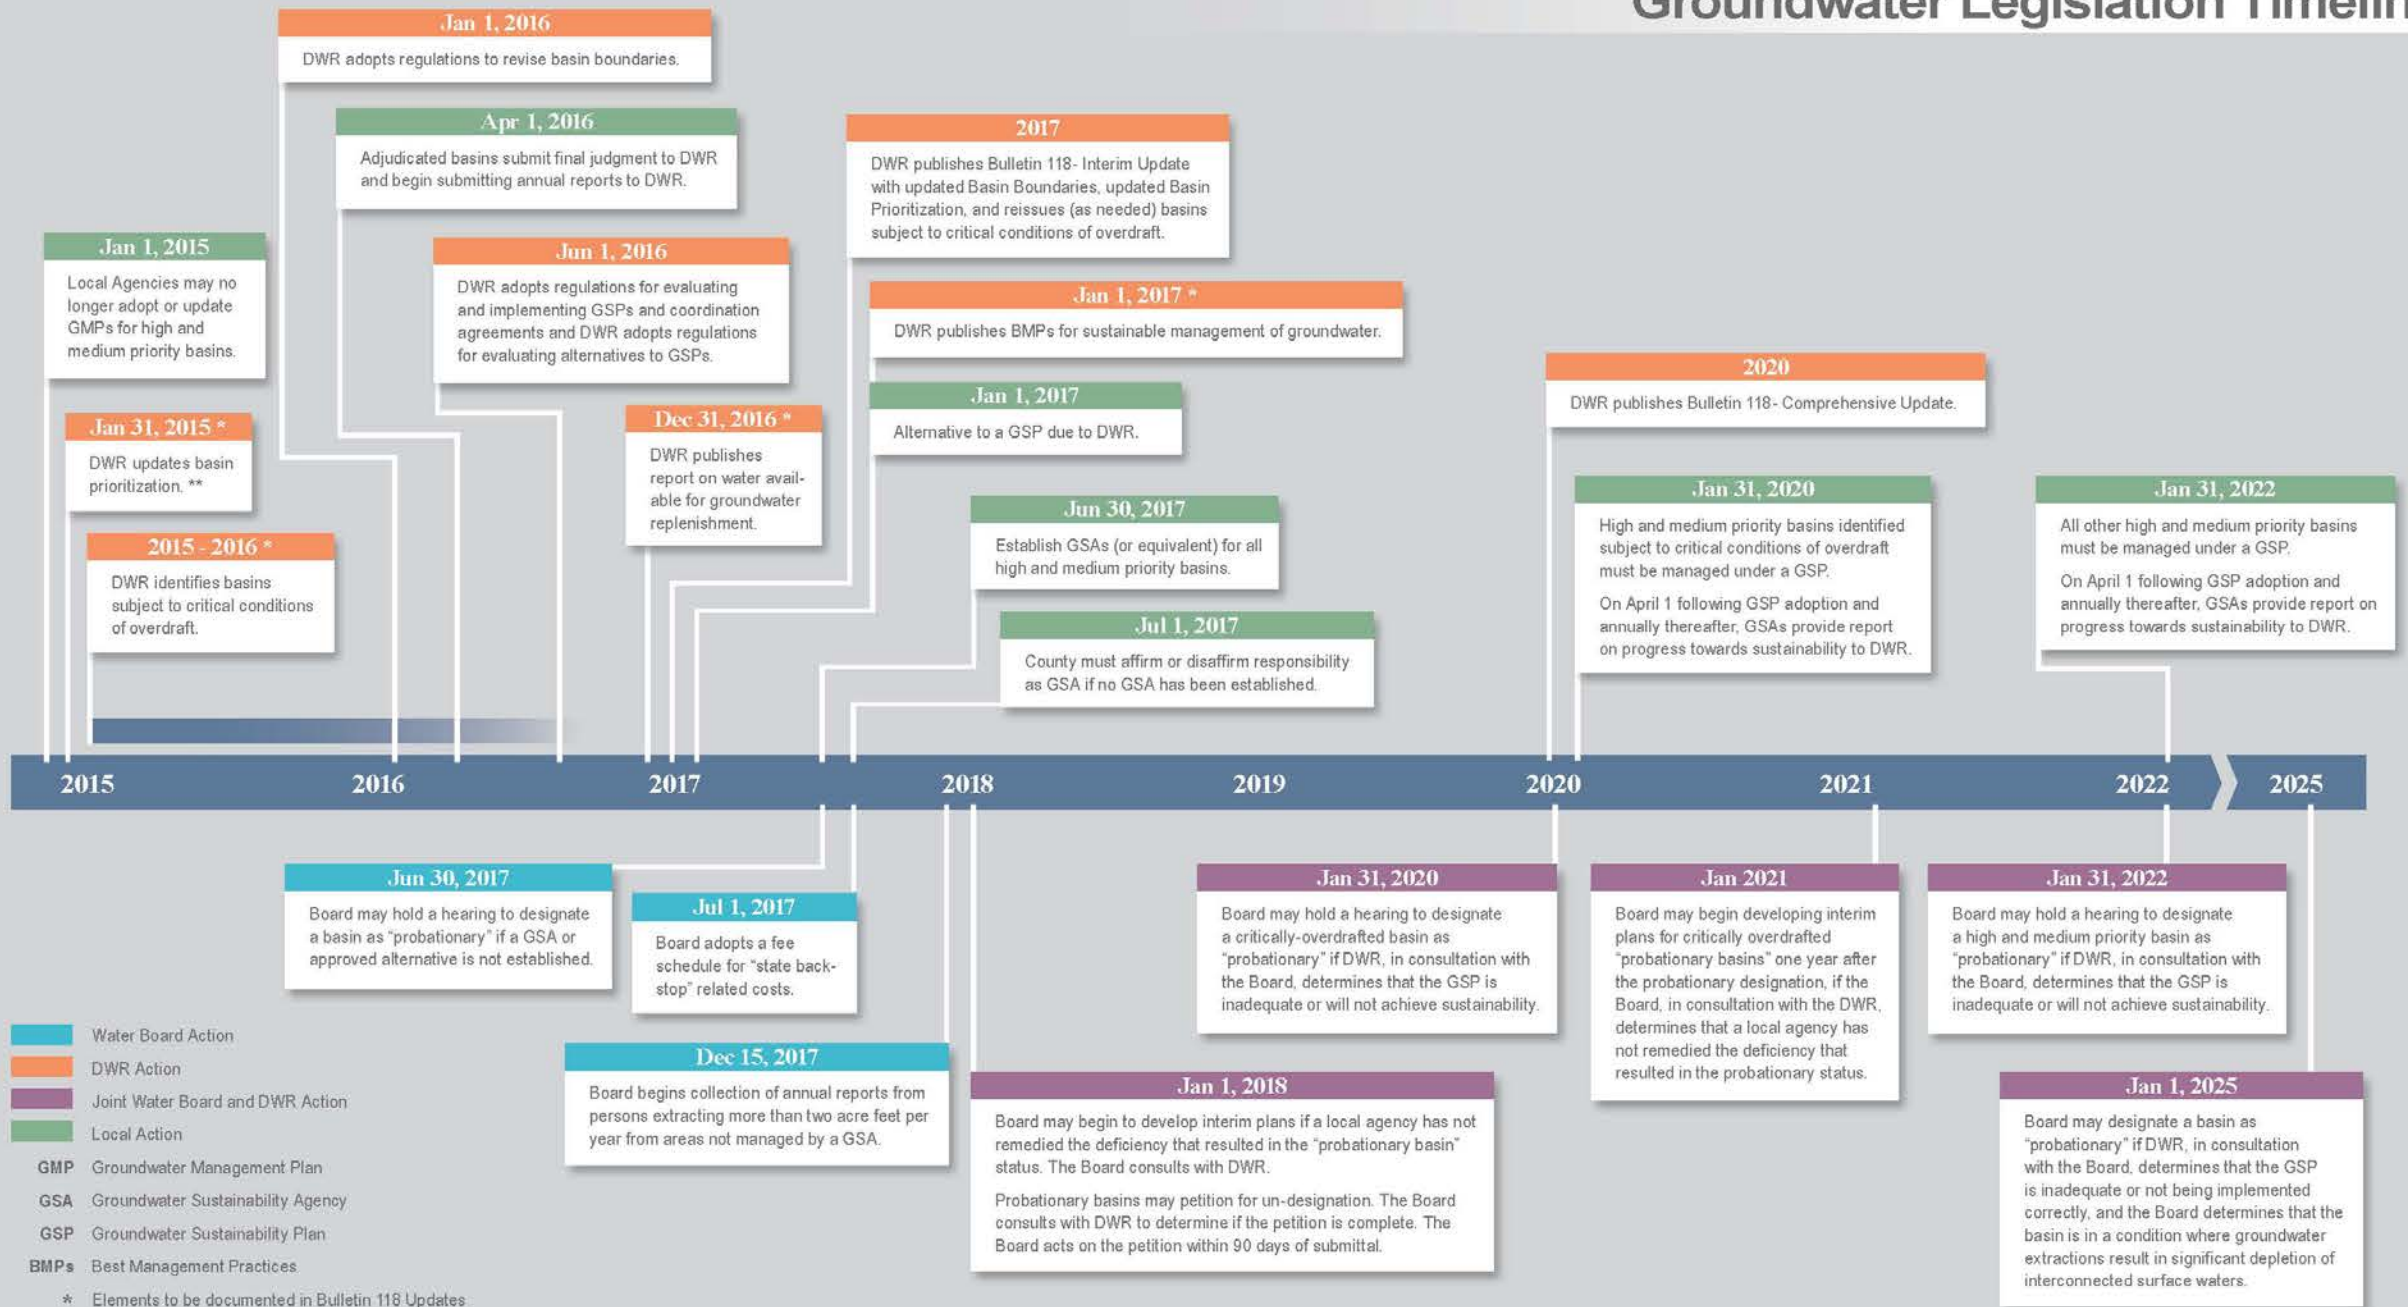 Groundwater Legislation Timelin
Jan 1, 2016
DWR adopts regulations to revise basin boundaries.
Apr 1, 2016
Adjudicated basins submit final judgment to DWR
and begin submitting annual reports to DWR.
2017
DWR publishes Bulletin 118- Interim Update
with updated Basin Boundaries, updated Basin
Prioritization, and reissues (as needed) basins
subject to critical conditions of overdraft.
Jan 1, 2015
Local Agencies may no
longer adopt or update
GMPs for high and
medium priority basins.
Jun 1, 2016
DWR adopts regulations for evaluating
and implementing GSPs and coordination
agreements and DWR adopts regulations
for evaluating alternatives to GSPs.
Jan 1, 2017 *
DWR publishes BMPs for sustainable management of groundwater.
Jan 31, 2015 *
DWR updates basin
prioritization. **
Dec 31, 2016 *
DWR publishes
report on water avail-
able for groundwater
replenishment.
Jan 1, 2017
Alternative to a GSP due to DWR.
2020
DWR publishes Bulletin 118- Comprehensive Update.
2015 - 2016 *
DWR identifies basins
subject to critical conditions
of overdraft.
Jun 30, 2017
Establish GSAs (or equivalent) for all
high and medium priority basins.
Jan 31, 2020
High and medium priority basins identified
subject to critical conditions of overdraft
must be managed under a GSP.
On April 1 following GSP adoption and
annually thereafter, GSAs provide report
on progress towards sustainability to DWR.
Jan 31, 2022
All other high and medium priority basins
must be managed under a GSP.
On April 1 following GSP adoption and
annually thereafter, GSAs provide report on
progress towards sustainability to DWR.
Jul 1, 2017
County must affirm or disaffirm responsibility
as GSA if no GSA has been established.
2015 2016 2017 2018 2019 2020 2021 2022 2025
Jun 30, 2017
Board may hold a hearing to designate
a basin as “probationary” if a GSA or
approved alternative is not established.
Jul 1, 2017
Board adopts a fee
schedule for “state back-
stop” related costs.
Jan 31, 2020
Board may hold a hearing to designate
a critically-overdrafted basin as
“probationary” if DWR, in consultation with
the Board, determines that the GSP is
inadequate or will not achieve sustainability.
Jan 2021
Board may begin developing interim
plans for critically overdrafted
“probationary basins” one year after
the probationary designation, if the
Board, in consultation with the DWR,
determines that a local agency has
not remedied the deficiency that
resulted in the probationary status.
Jan 31, 2022
Board may hold a hearing to designate
a high and medium priority basin as
“probationary” if DWR, in consultation with
the Board, determines that the GSP is
inadequate or will not achieve sustainability.
Dec 15, 2017
Board begins collection of annual reports from
persons extracting more than two acre feet per
year from areas not managed by a GSA.
Jan 1, 2018
Board may begin to develop interim plans if a local agency has not
remedied the deficiency that resulted in the “probationary basin”
status. The Board consults with DWR.
Probationary basins may petition for un-designation. The Board
consults with DWR to determine if the petition is complete. The
Board acts on the petition within 90 days of submittal.
Jan 1, 2025
Board may designate a basin as
“probationary” if DWR, in consultation
with the Board, determines that the GSP
is inadequate or not being implemented
correctly, and the Board determines that the
basin is in a condition where groundwater
extractions result in significant depletion of
interconnected surface waters.
Water Board Action
DWR Action
Joint Water Board and DWR Action
Local Action
GMP Groundwater Management Plan
GSA Groundwater Sustainability Agency
GSP Groundwater Sustainability Plan
BMPs Best Management Practices
* Elements to be documented in Bulletin 118 Updates